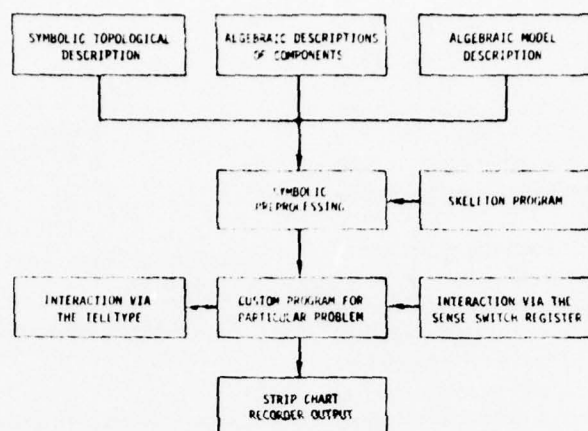 SYMBOLIC TOPOLOGICAL
DESCRIPTION
ALGEBRAIC DESCRIPTIONS
OF COMPONENTS
ALGEBRAIC MODEL
DESCRIPTION
SYMBOLIC
PREPROCESSING
SKELETON PROGRAM
INTERACTION VIA
THE TELETYPE
CUSTOM PROGRAM FOR
PARTICULAR PROBLEM
INTERACTION VIA THE
SENSE SWITCH REGISTER
STRIP CHART
RECORDER OUTPUT